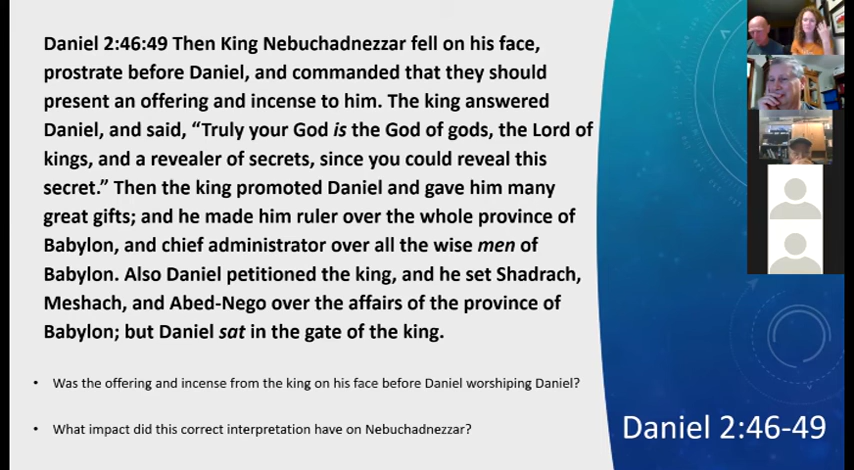 Daniel 2:46:49 Then King Nebuchadnezzar fell on his face,
prostrate before Daniel, and commanded that they should
present an offering and incense to him. The king answered
Daniel, and said, “Truly your God is the God of gods, the Lord of
kings, and a revealer of secrets, since you could reveal this
secret.” Then the king promoted Daniel and gave him many
great gifts; and he made him ruler over the whole province of
Babylon, and chief administrator over all the wise men of
Babylon. Also Daniel petitioned the king, and he set Shadrach,
Meshach, and Abed-Nego over the affairs of the province of
Babylon; but Daniel sat in the gate of the king.
• Was the offering and incense from the king on his face before Daniel worshiping Daniel?
• What impact did this correct interpretation have on Nebuchadnezzar?
Daniel 2:46-49